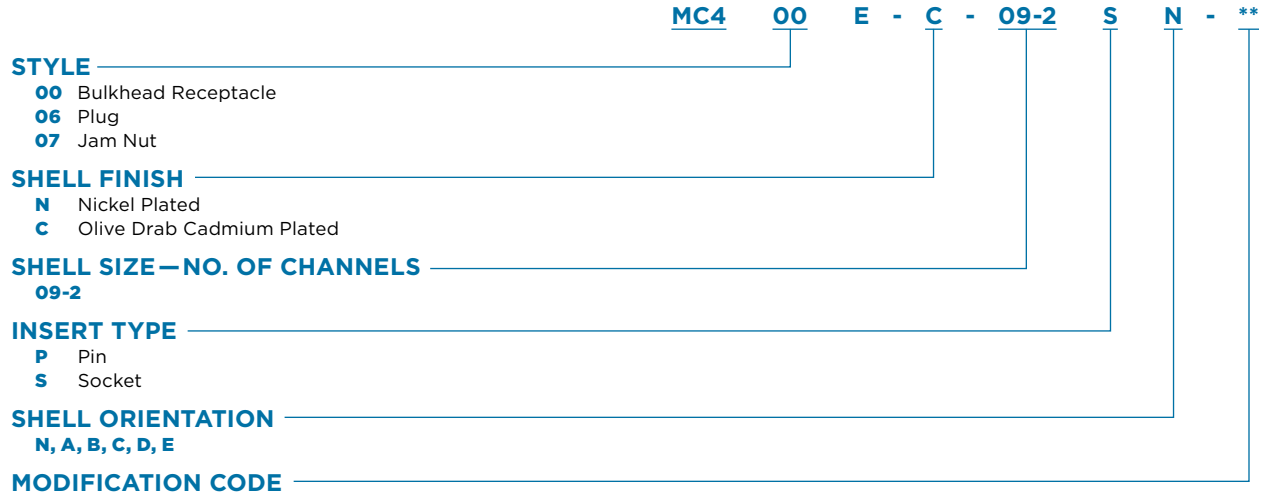 MC4 00 E - C - 09-2 S N - **
STYLE
00 Bulkhead Receptacle
06 Plug
07 Jam Nut
SHELL FINISH
N Nickel Plated
C Olive Drab Cadmium Plated
SHELL SIZE—NO. OF CHANNELS
09-2
INSERT TYPE
P Pin
S Socket
SHELL ORIENTATION
N, A, B, C, D, E
MODIFICATION CODE